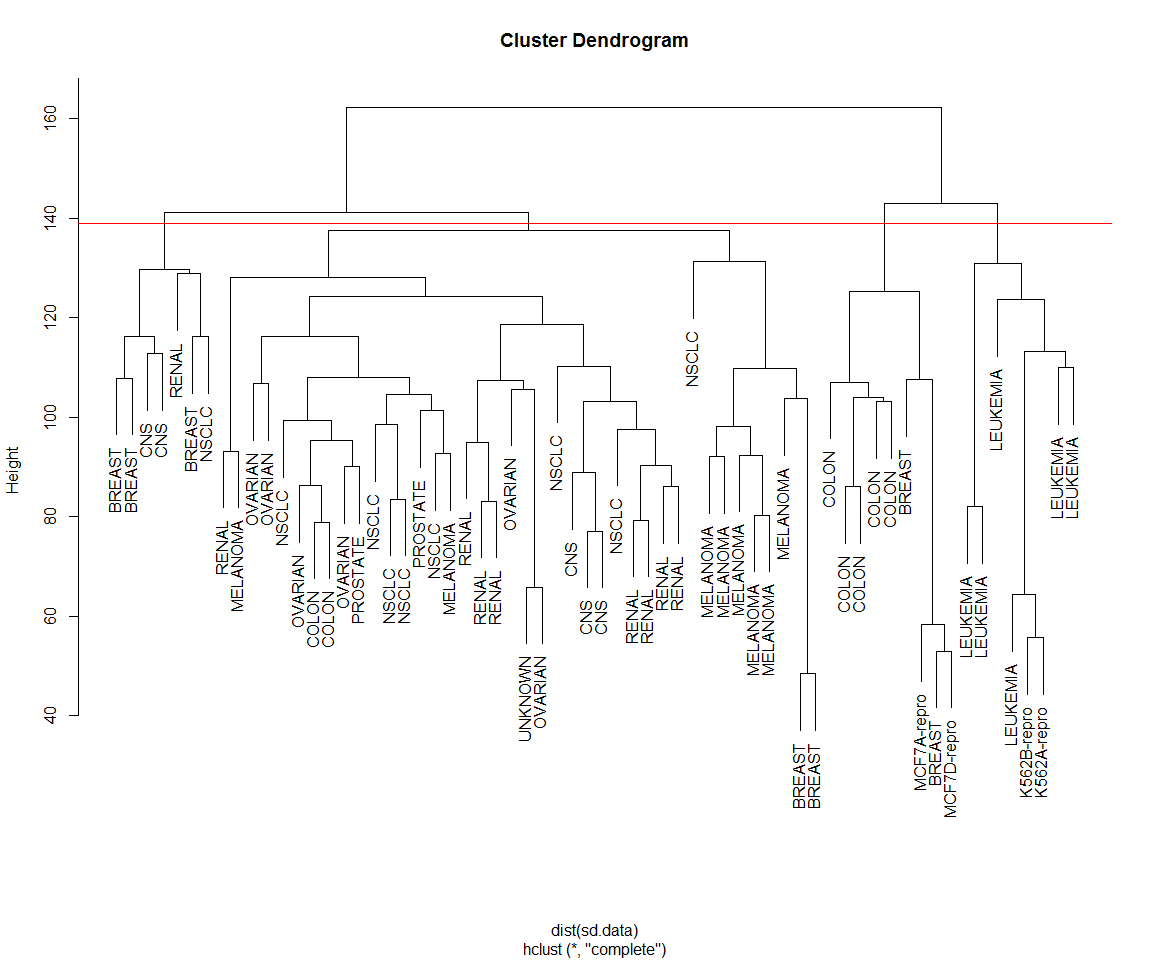 Cluster Dendrogram
Height
160
140
120
100
80
60
40
BREAST
BREAST
CNS
CNS
RENAL
BREAST
NSCLC
RENAL
MELANOMA
OVARIAN
OVARIAN
NSCLC
OVARIAN
COLON
COLON
OVARIAN
PROSTATE
NSCLC
NSCLC
NSCLC
PROSTATE
NSCLC
MELANOMA
RENAL
RENAL
RENAL
OVARIAN
UNKNOWN
OVARIAN
NSCLC
CNS
CNS
CNS
NSCLC
RENAL
RENAL
RENAL
RENAL
NSCLC
MELANOMA
MELANOMA
MELANOMA
MELANOMA
MELANOMA
MELANOMA
BREAST
BREAST
COLON
COLON
COLON
COLON
COLON
BREAST
MCF7A-repro
BREAST
MCF7D-repro
LEUKEMIA
LEUKEMIA
LEUKEMIA
LEUKEMIA
K562B-repro
K562A-repro
LEUKEMIA
LEUKEMIA
dist(sd.data)
hclust (*, "complete")